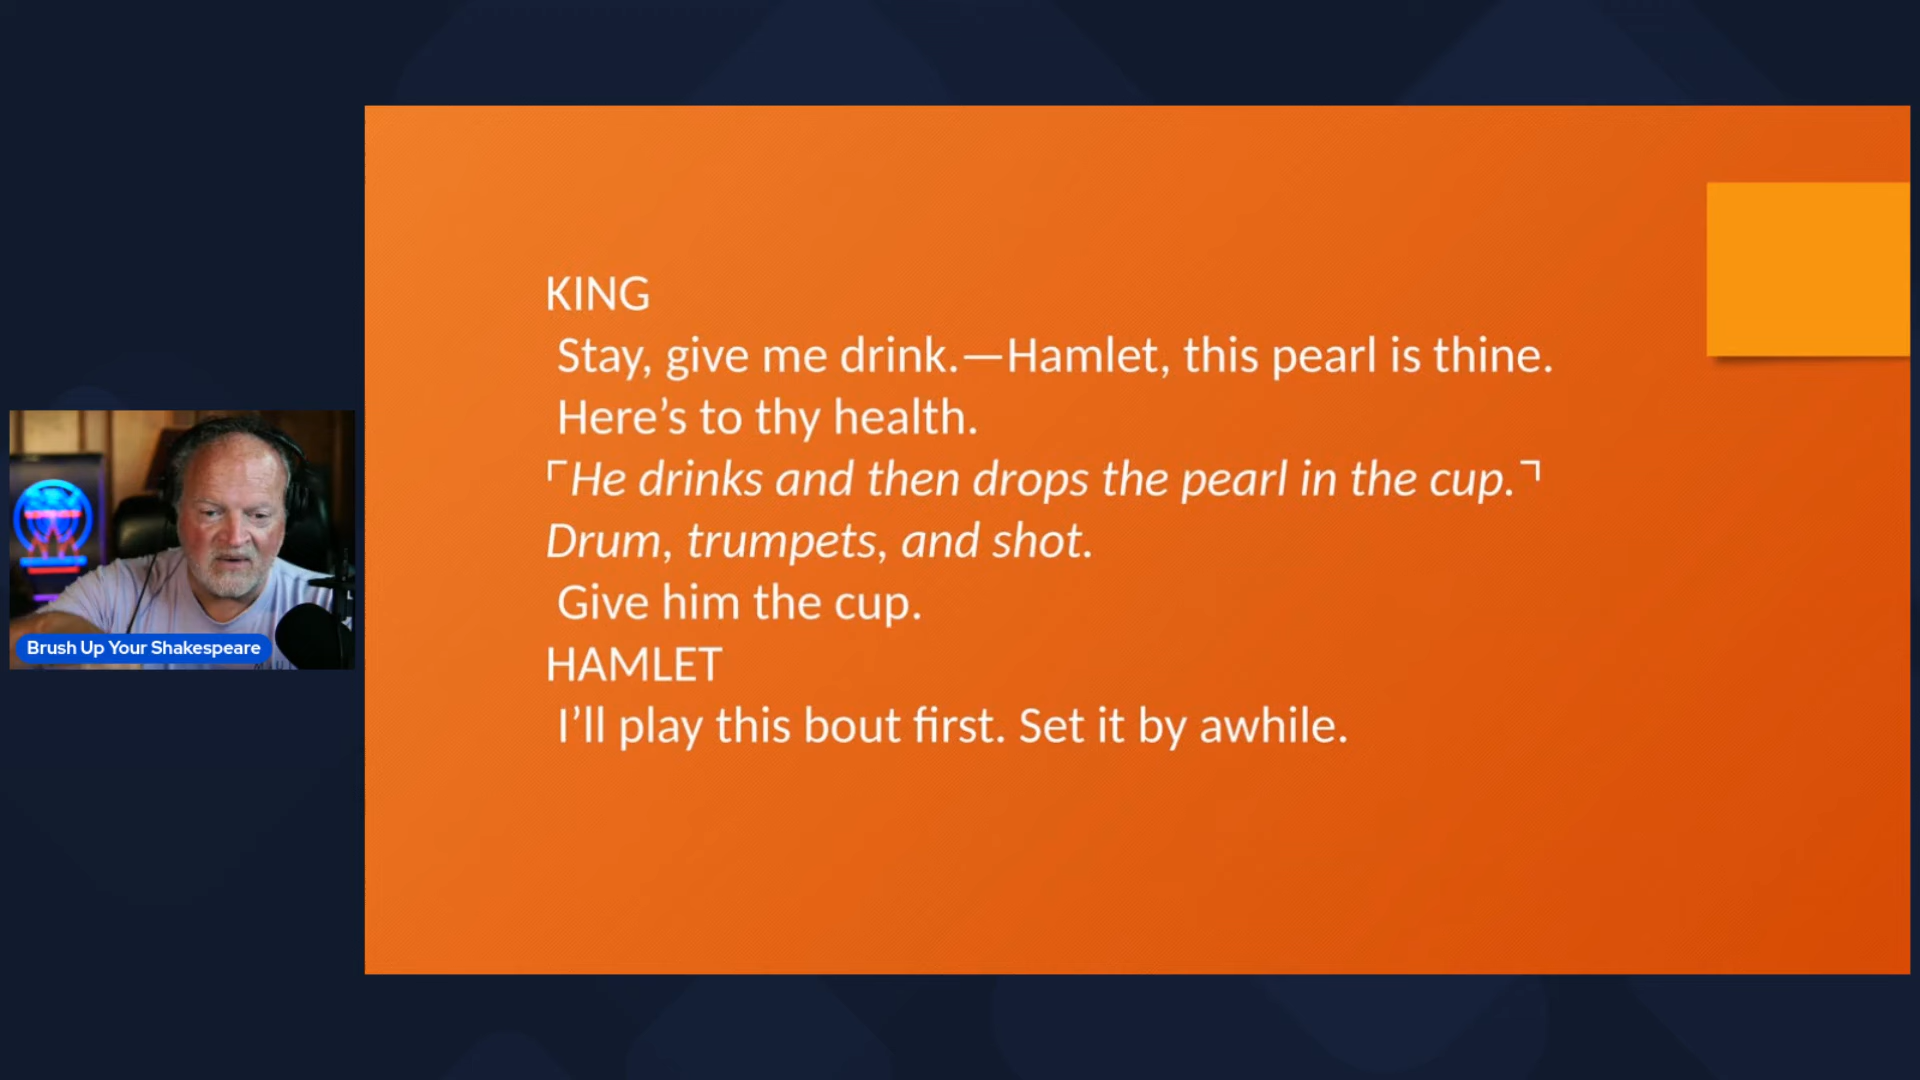 KING
Stay, give me drink.—Hamlet, this pearl is thine.
Here’s to thy health.
⌜He drinks and then drops the pearl in the cup.⌝
Drum, trumpets, and shot.
Give him the cup.
HAMLET
I’ll play this bout first. Set it by awhile.
Brush Up Your Shakespeare